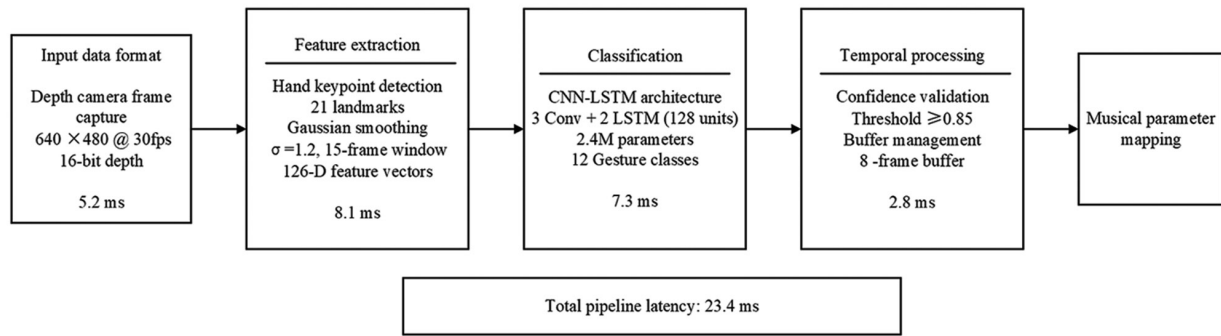 Input data format
Depth camera frame
capture
640 ×480 @ 30fps
16-bit depth
5.2 ms
Feature extraction
Hand keypoint detection
21 landmarks
Gaussian smoothing
σ =1.2, 15-frame window
126-D feature vectors
8.1 ms
Classification
CNN-LSTM architecture
3 Conv + 2 LSTM (128 units)
2.4M parameters
12 Gesture classes
7.3 ms
Temporal processing
Confidence validation
Threshold ≥0.85
Buffer management
8 -frame buffer
2.8 ms
Musical parameter
mapping
Total pipeline latency: 23.4 ms